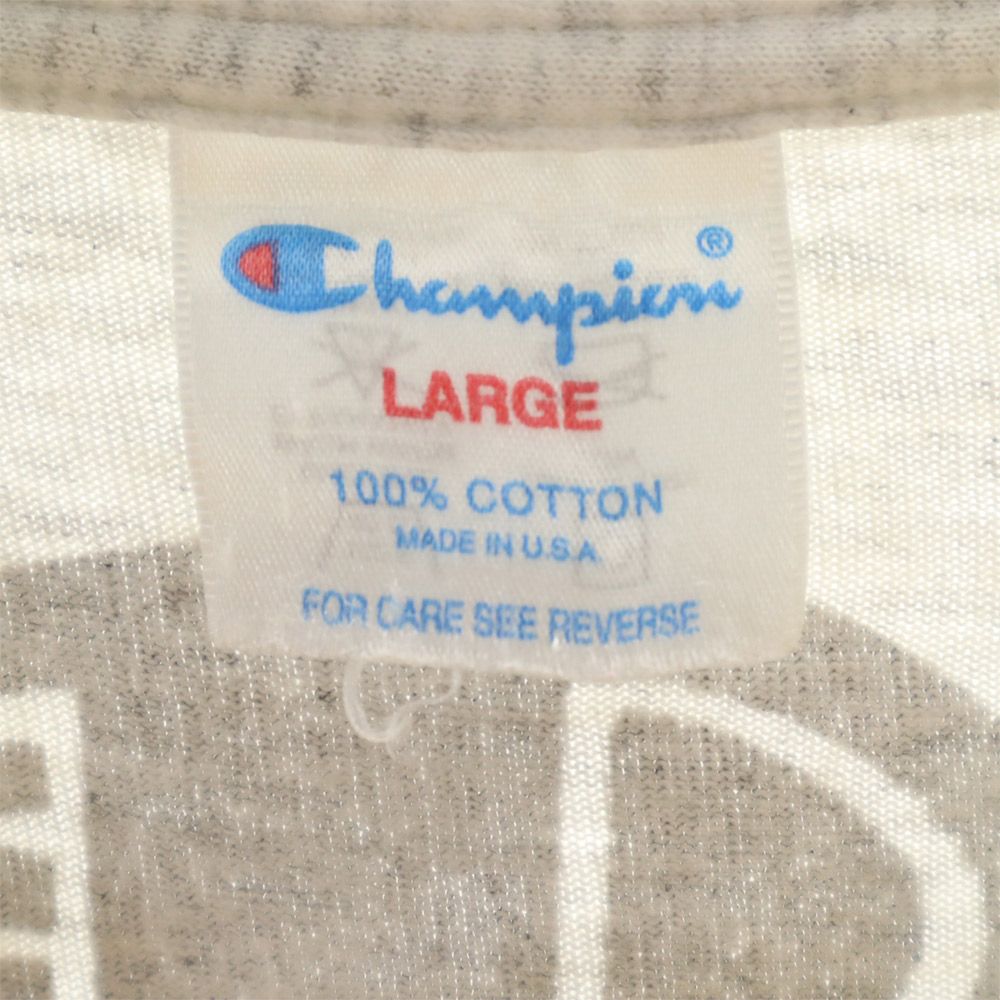 Champion®
LARGE
100% COTTON
MADE IN U.S.A.
FOR CARE SEE REVERSE